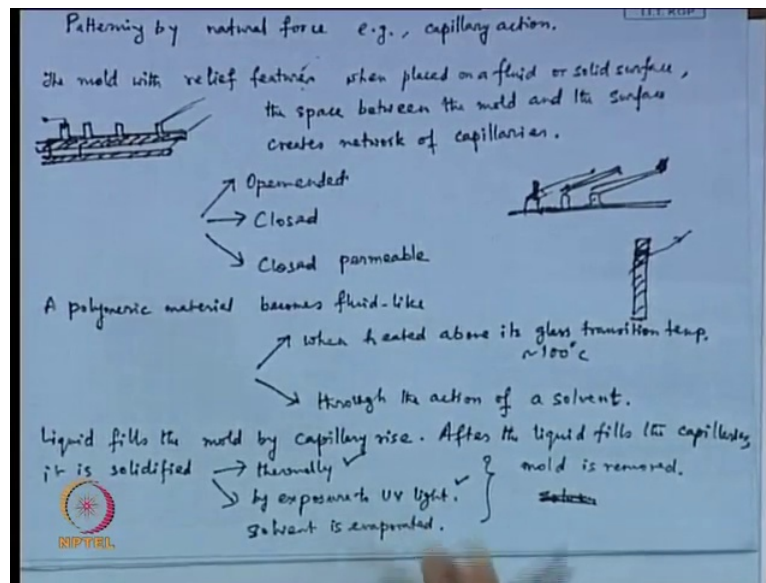 I.I.T. KGP
Patterning by natural force e.g., capillary action.
The mold with relief features when placed on a fluid or solid surface,
the space between the mold and the surface
creates network of capillaries.
Openended
Closed
Closed permeable
A polymeric material becomes fluid-like
when heated above its glass transition temp.
~100°C
through the action of a solvent.
Liquid fills the mold by capillary rise. After the liquid fills the capillaries,
it is solidified → thermally ✓ mold is removed.
by exposure to UV light. ✓
Solvent is evaporated.
NPTEL